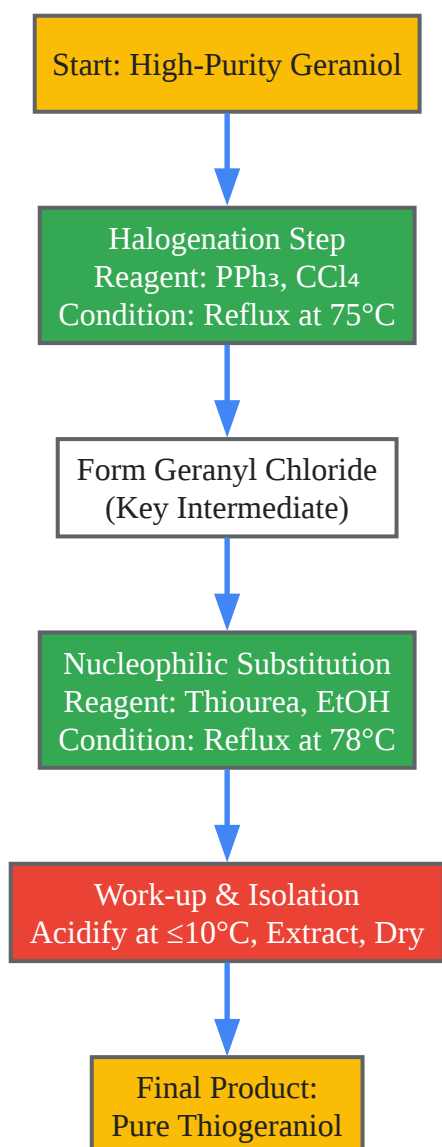 Start: High-Purity Geraniol
Halogenation Step
Reagent: PPh₃, CCl₄
Condition: Reflux at 75°C
Form Geranyl Chloride
(Key Intermediate)
Nucleophilic Substitution
Reagent: Thiourea, EtOH
Condition: Reflux at 78°C
Work-up & Isolation
Acidify at ≤10°C, Extract, Dry
Final Product:
Pure Thiogeraniol